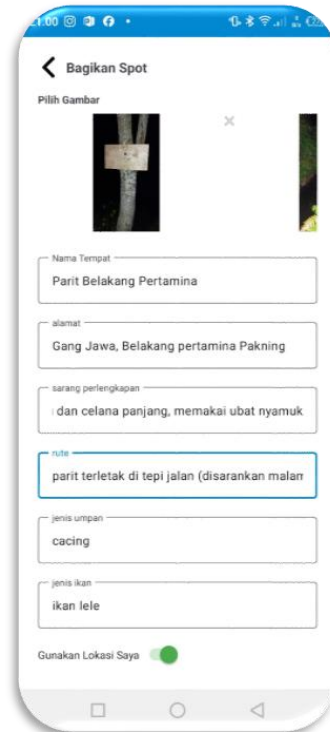 Bagikan Spot
Pilih Gambar
Nama Tempat
Parit Belakang Pertamina
alamat
Gang Jawa, Belakang pertamina Pakning
sarang perlengkapan
dan celana panjang, memakai ubat nyamuk
rute
parit terletak di tepi jalan (disarankan malam
jenis umpan
cacing
jenis ikan
ikan lele
Gunakan Lokasi Saya